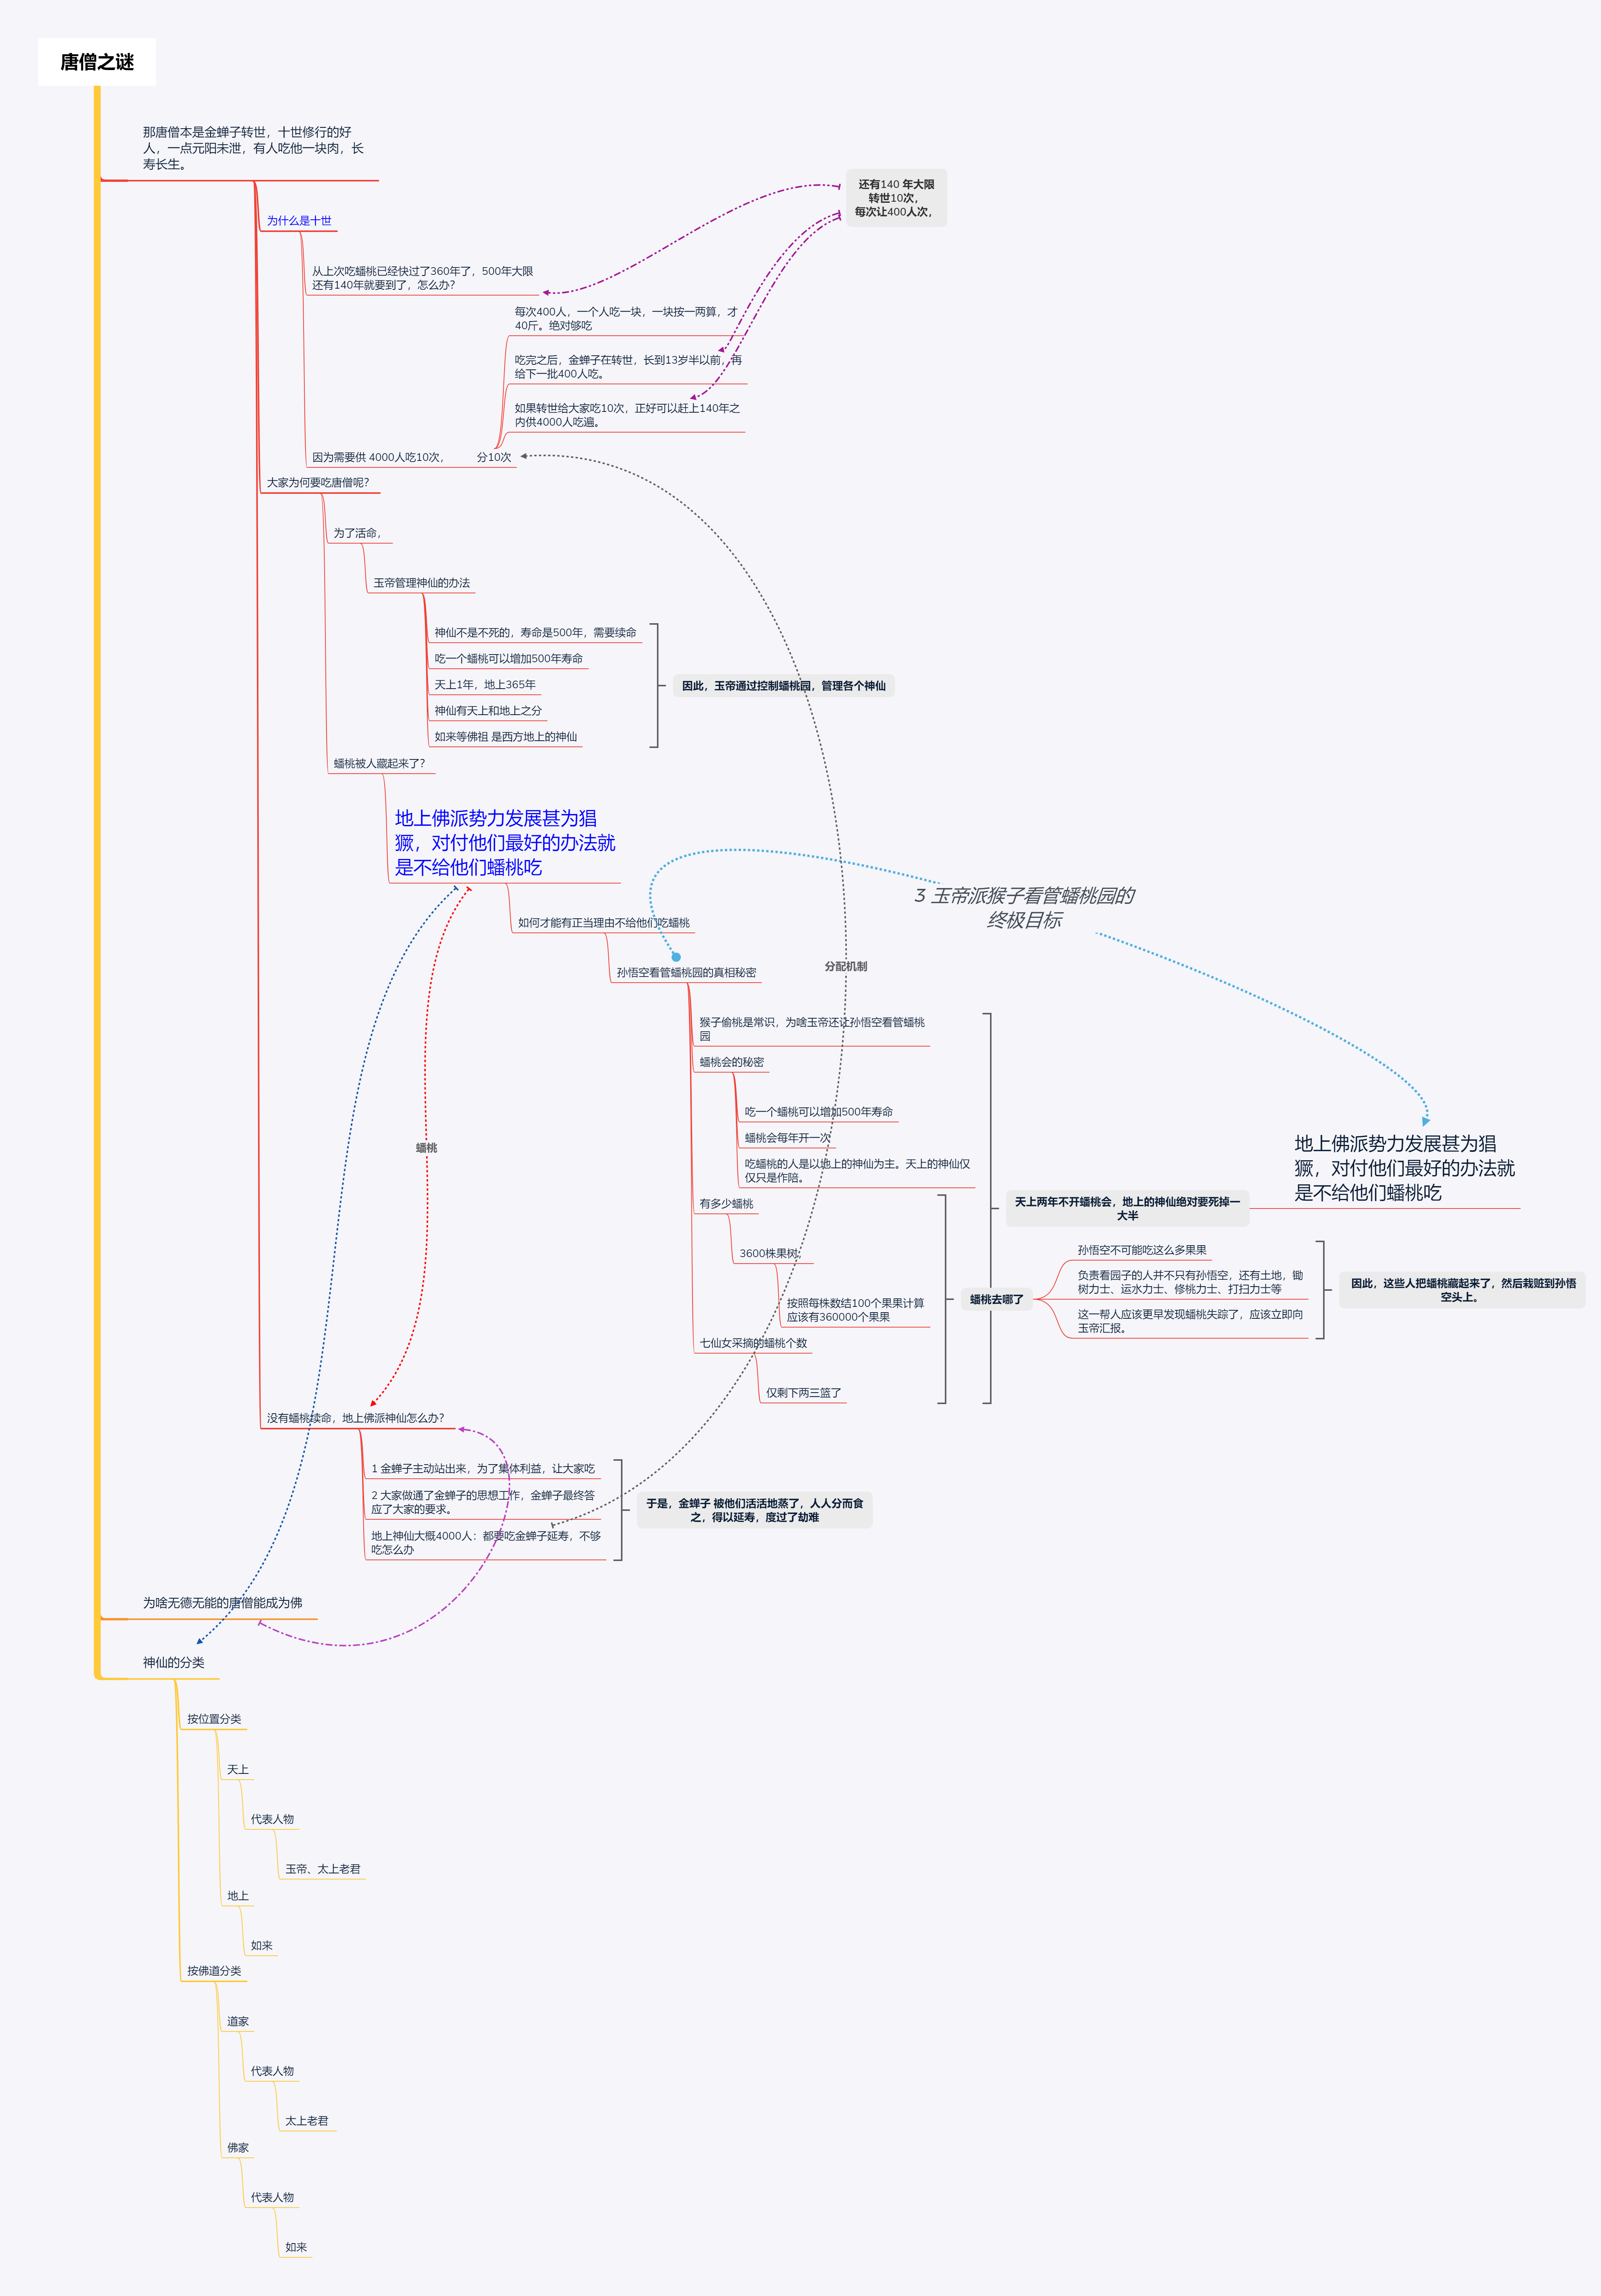 唐僧之谜
那唐僧本是金蝉子转世，十世修行的好
人，一点元阳未泄，有人吃他一块肉，长
寿长生。
还有140 年大限
转世10次，
每次让400人次，
为什么是十世
从上次吃蟠桃已经快过了360年了，500年大限
还有140年就要到了，怎么办？
每次400人，一个人吃一块，一块按一两算，才
40斤。绝对够吃
吃完之后，金蝉子在转世，长到13岁半以前，再
给下一批400人吃。
如果转世给大家吃10次，正好可以赶上140年之
内供4000人吃遍。
因为需要供 4000人吃10次，
分10次
大家为何要吃唐僧呢？
为了活命，
玉帝管理神仙的办法
神仙不是不死的，寿命是500年，需要续命
吃一个蟠桃可以增加500年寿命
天上1年，地上365年
神仙有天上和地上之分
如来等佛祖 是西方地上的神仙
因此，玉帝通过控制蟠桃园，管理各个神仙
蟠桃被人藏起来了？
地上佛派势力发展甚为猖
獗，对付他们最好的办法就
是不给他们蟠桃吃
3 玉帝派猴子看管蟠桃园的
终极目标
如何才能有正当理由不给他们吃蟠桃
分配机制
孙悟空看管蟠桃园的真相秘密
猴子偷桃是常识，为啥玉帝还让孙悟空看管蟠桃
园
蟠桃会的秘密
吃一个蟠桃可以增加500年寿命
蟠桃会每年开一次
吃蟠桃的人是以地上的神仙为主。天上的神仙仅
仅只是作陪。
蟠桃
地上佛派势力发展甚为猖
獗，对付他们最好的办法就
是不给他们蟠桃吃
天上两年不开蟠桃会，地上的神仙绝对要死掉一
大半
有多少蟠桃
3600株果树，
按照每株数结100个果果计算
应该有360000个果果
七仙女采摘的蟠桃个数
仅剩下两三篮了
蟠桃去哪了
孙悟空不可能吃这么多果果
负责看园子的人并不只有孙悟空，还有土地，锄
树力士、运水力士、修桃力士、打扫力士等
这一帮人应该更早发现蟠桃失踪了，应该立即向
玉帝汇报。
因此，这些人把蟠桃藏起来了，然后栽赃到孙悟
空头上。
没有蟠桃续命，地上佛派神仙怎么办？
1 金蝉子主动站出来，为了集体利益，让大家吃
2 大家做通了金蝉子的思想工作，金蝉子最终答
应了大家的要求。
地上神仙大概4000人：都要吃金蝉子延寿，不够
吃怎么办
于是，金蝉子 被他们活活地蒸了，人人分而食
之，得以延寿，度过了劫难
为啥无德无能的唐僧能成为佛
神仙的分类
按位置分类
天上
代表人物
玉帝、太上老君
地上
如来
按佛道分类
道家
代表人物
太上老君
佛家
代表人物
如来